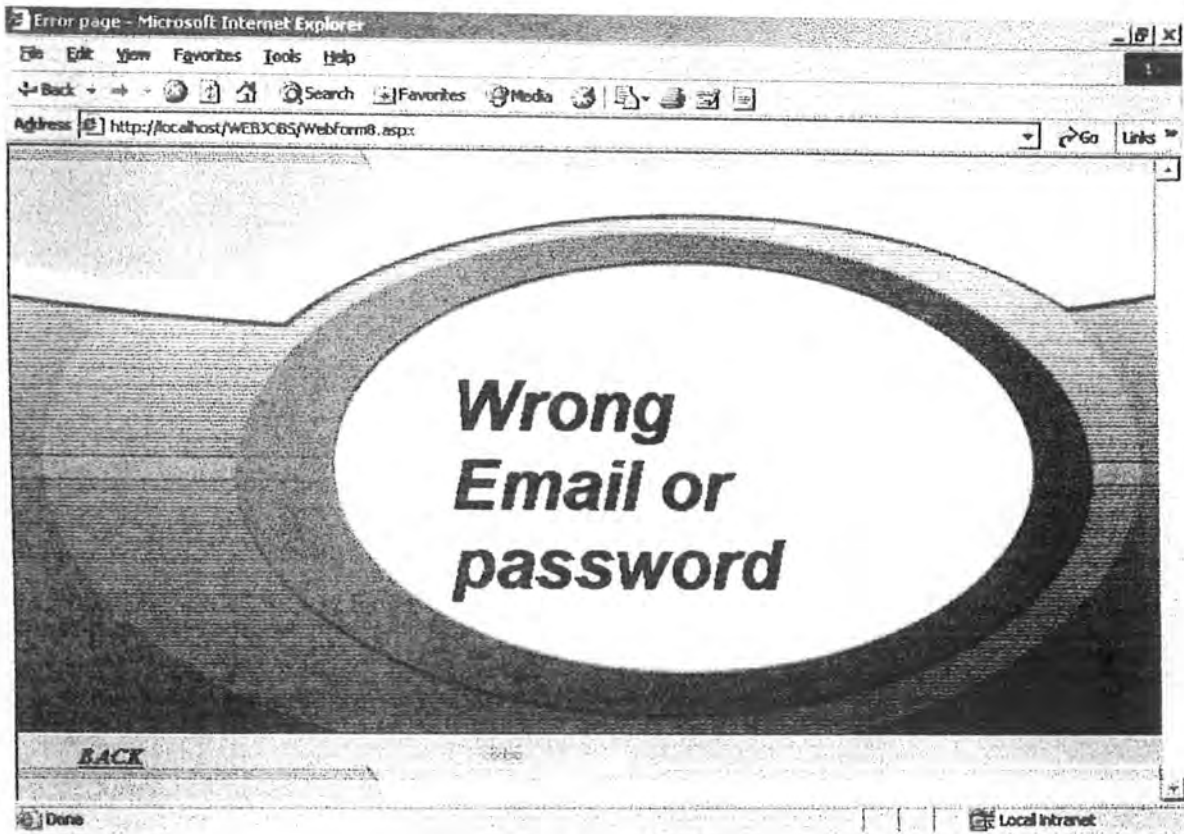 Error page - Microsoft Internet Explorer
File Edit View Favorites Tools Help
Back Search Favorites Media
Address http://localhost/WEBJOBS/Webform8.aspx Go Links »
Wrong
Email or
password
BACK
Done Local intranet